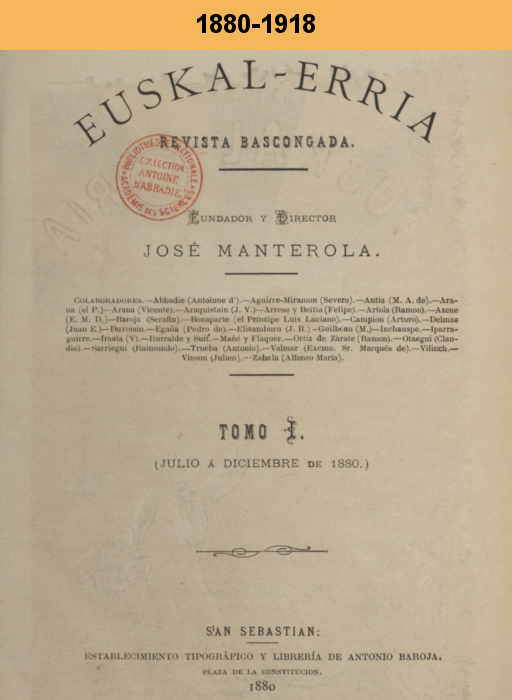 1880-1918
EUSKAL-ERRIA
REVISTA BASCONGADA.
BIBLIOTHÈQUE NATIONALE
COLLECTION
ANTOINE
D'ABBADIE
ACADÉMIE DES SCIENCES
FUNDADOR Y DIRECTOR
JOSÉ MANTEROLA.
COLABORADORES.—Abbadie (Antoinne d').—Aguirre-Miramon (Severo).—Antia (M. A. de).—Ara-
na (el P.)—Arana (Vicente).—Araquistain (J. V.)—Arrese y Beitia (Felipe).—Artola (Ramon).—Azcue
(E. M. D.)—Baroja (Serafin).—Bonaparte (el Príncipe Luis Luciano).—Campion (Arturo).—Delmas
(Juan E.)—Duvoisin.—Egaña (Pedro de).—Elizamburu (J. B.)—Guilbeau (M.)—Inchauspe.—Iparra-
guirre.—Iraola (V).—Iturralde y Suit.—Mañé y Flaquer.—Ortiz de Zárate (Ramon).—Otaegui (Clau-
dio).—Sarriegui (Raimundo).—Trueba (Antonio).—Valmar (Excmo. Sr. Marqués de).—Vilinch.—
Vinson (Julien).—Zabala (Alfonso María).
TOMO I.
(JULIO Á DICIEMBRE DE 1880.)
SAN SEBASTIAN:
ESTABLECIMIENTO TIPOGRÁFICO Y LIBRERÍA DE ANTONIO BAROJA,
PLAZA DE LA CONSTITUCION.
1880